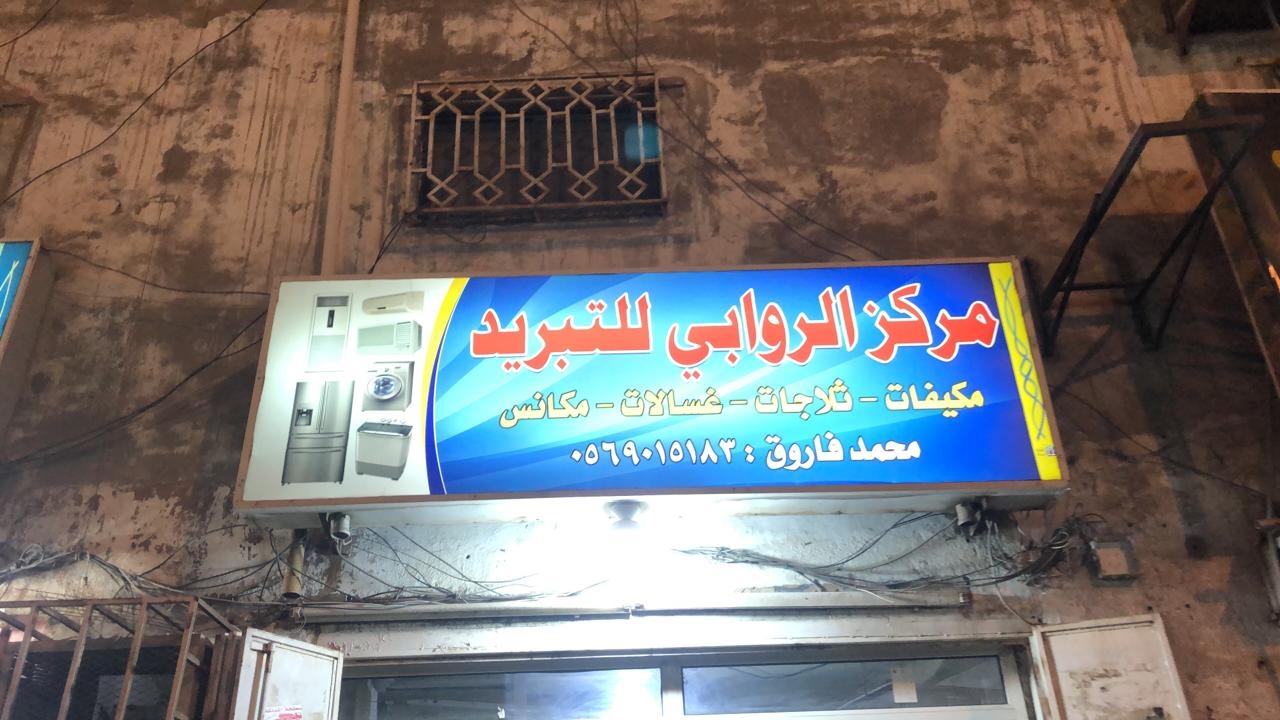 مركز الروابي للتبريد
مكيفات - ثلاجات - غسالات - مكانس
محمد فاروق : ٠٥٦٩٠١٥١٨٣